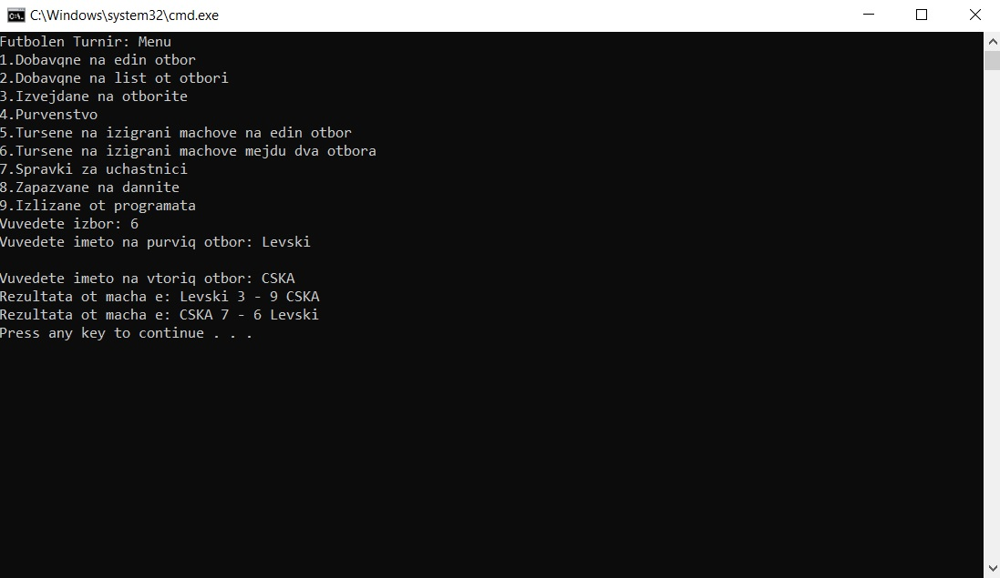 C:\Windows\system32\cmd.exe
Futbolen Turnir: Menu
1.Dobavqne na edin otbor
2.Dobavqne na list ot otbori
3.Izvejdane na otborite
4.Purvenstvo
5.Tursene na izigrani machove na edin otbor
6.Tursene na izigrani machove mejdu dva otbora
7.Spravki za uchastnici
8.Zapazvane na dannite
9.Izlizane ot programata
Vuvedete izbor: 6
Vuvedete imeto na purviq otbor: Levski
Vuvedete imeto na vtoriq otbor: CSKA
Rezultata ot macha e: Levski 3 - 9 CSKA
Rezultata ot macha e: CSKA 7 - 6 Levski
Press any key to continue . . .